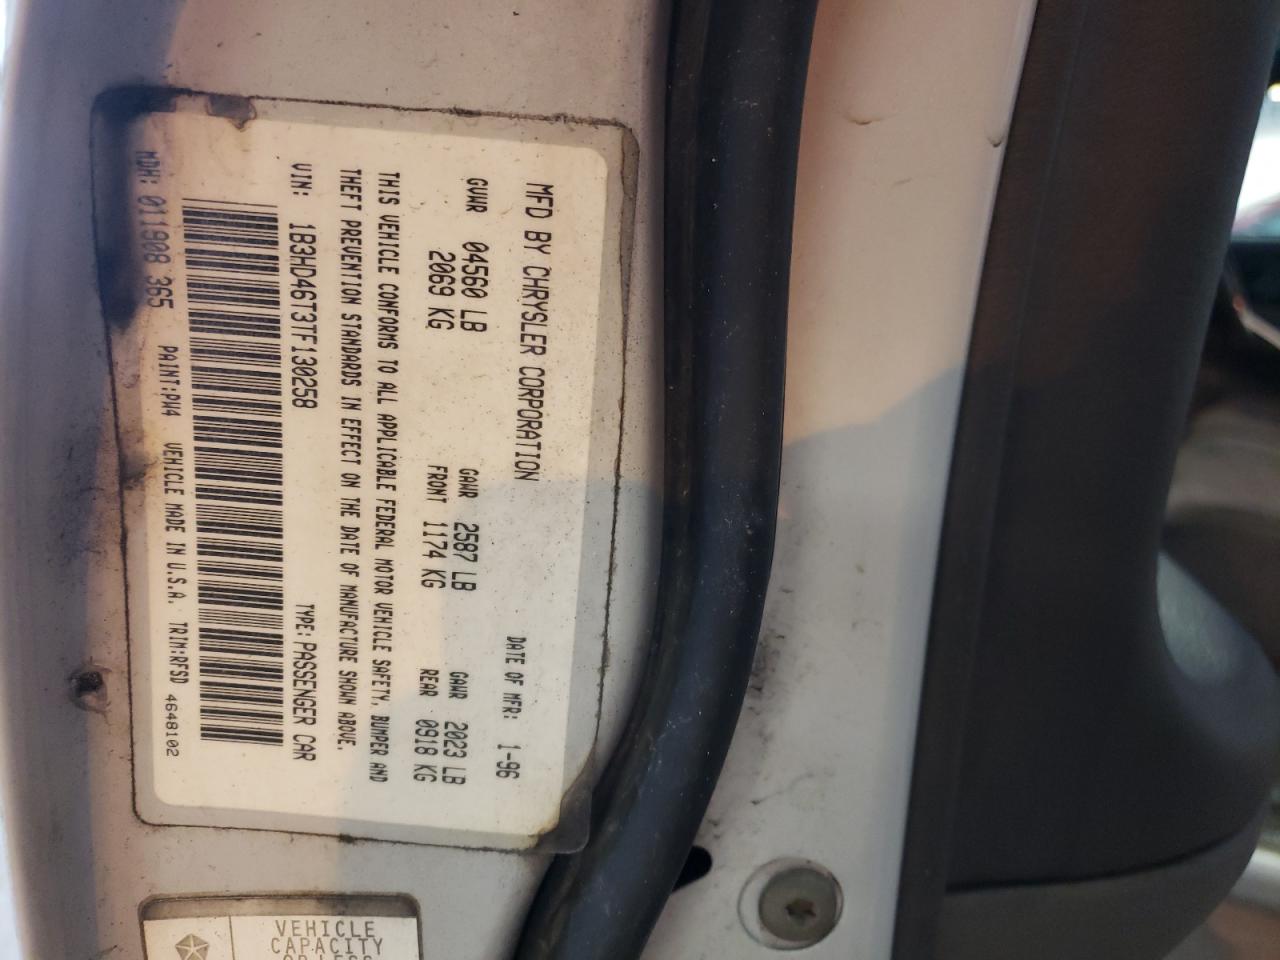 MFD BY CHRYSLER CORPORATION
DATE OF MFR: 1-96
GVWR 04560 LB
2069 KG
GAWR 2587 LB
FRONT 1174 KG
GAWR 2023 LB
REAR 0918 KG
THIS VEHICLE CONFORMS TO ALL APPLICABLE FEDERAL MOTOR VEHICLE SAFETY, BUMPER AND
THEFT PREVENTION STANDARDS IN EFFECT ON THE DATE OF MANUFACTURE SHOWN ABOVE.
VIN: 1B3HD46T3TF130258 TYPE: PASSENGER CAR
MDH: 011908 365 PAINT:PW4 VEHICLE MADE IN U.S.A. TRIM:RFSD 4648102
VEHICLE
CAPACITY